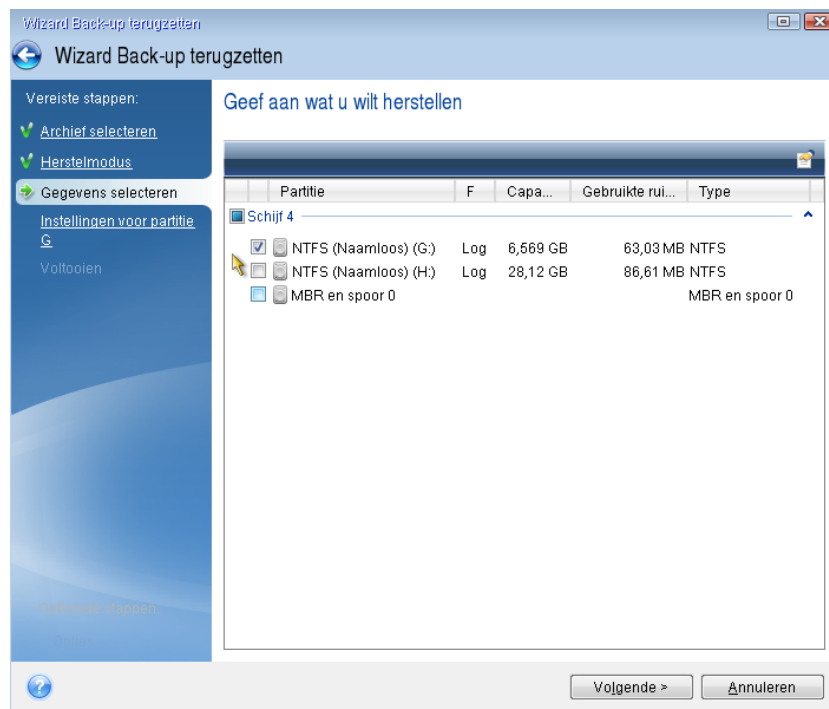 Wizard Back-up terugzetten
Wizard Back-up terugzetten
Vereiste stappen:
Archief selecteren
Herstelmodus
Gegevens selecteren
Instellingen voor partitie
G
Voltooien
Geef aan wat u wilt herstellen
Partitie F Capa... Gebruikte rui... Type
Schijf 4
NTFS (Naamloos) (G:) Log 6,569 GB 63,03 MB NTFS
NTFS (Naamloos) (H:) Log 28,12 GB 86,61 MB NTFS
MBR en spoor 0 MBR en spoor 0
stappen:
Volgende > Annuleren